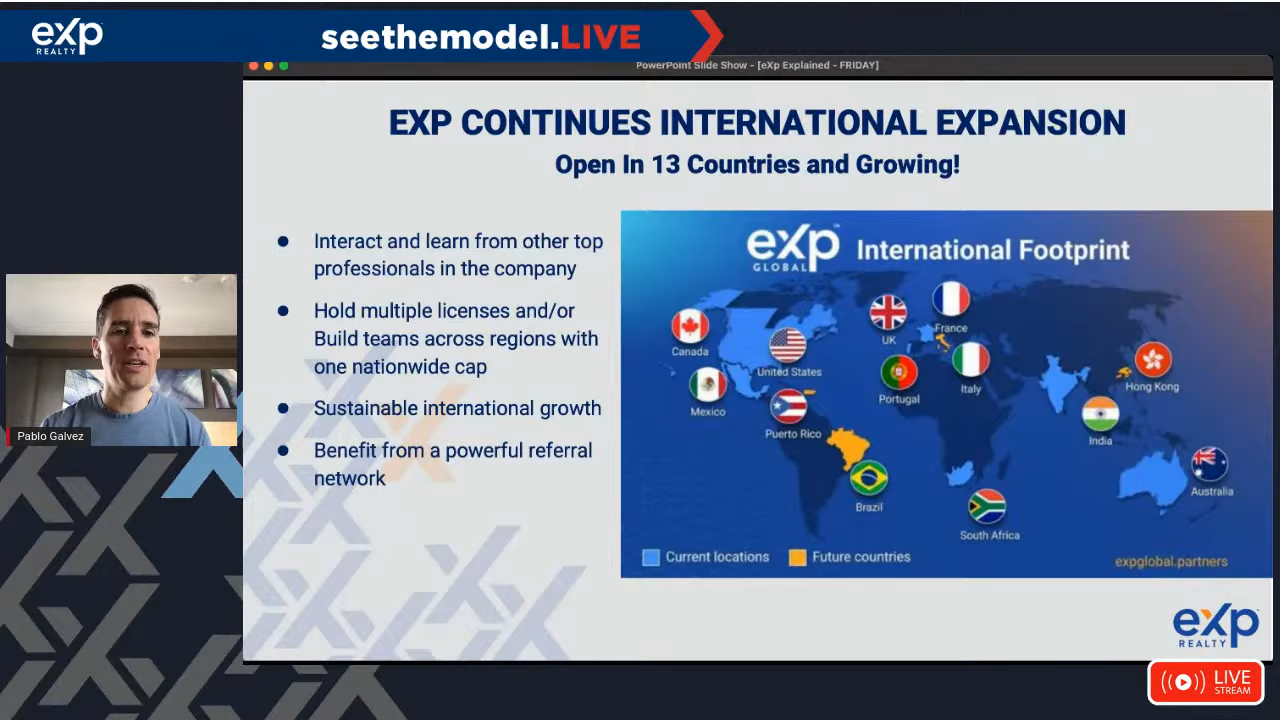 exp
REALTY
seethemodel.LIVE
PowerPoint Slide Show - [eXp Explained - FRIDAY]
EXP CONTINUES INTERNATIONAL EXPANSION
Open In 13 Countries and Growing!
Interact and learn from other top
professionals in the company
Hold multiple licenses and/or
Build teams across regions with
one nationwide cap
Sustainable international growth
Benefit from a powerful referral
network
exp
GLOBAL
International Footprint
Canada
United States
Mexico
Puerto Rico
UK
France
Portugal
Italy
Brazil
South Africa
India
Hong Kong
Australia
Current locations
Future countries
expglobal.partners
Pablo Galvez
exp
REALTY
LIVE
STREAM